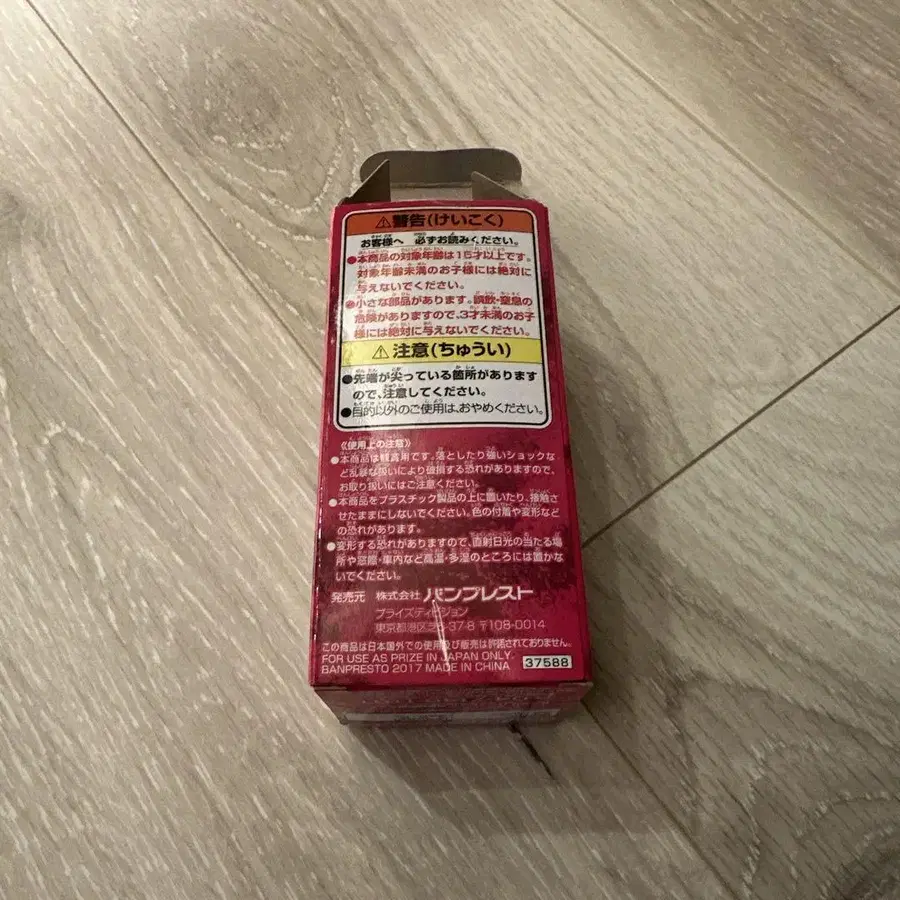 ⚠警告(けいこく)
お客様へ 必ずお読みください。
●本商品の対象年齢は15才以上です。
対象年齢未満のお子様には絶対に
与えないでください。
●小さな部品があります。誤飲・窒息の
危険がありますので、3才未満のお子
様には絶対に与えないでください。
⚠注意(ちゅうい)
●先端が尖っている箇所があります
ので、注意してください。
●目的以外のご使用は、おやめください。
《使用上の注意》
●本商品は観賞用です。落としたり強いショックな
ど乱暴な扱いにより破損する恐れがありますので、
お取り扱いにはご注意ください。
●本商品をプラスチック製品の上に置いたり、接触さ
せたままにしないでください。色の付着や変形など
の恐れがあります。
●変形する恐れがありますので、直射日光の当たる場
所や窓際・車内など高温・多湿のところには置かな
いでください。
発売元 株式会社 バンプレスト
プライズディビジョン
東京都港区芝5-37-8 〒108-0014
この商品は日本国外での使用及び販売は許諾されておりません。
FOR USE AS PRIZE IN JAPAN ONLY.
BANPRESTO 2017 MADE IN CHINA 37588